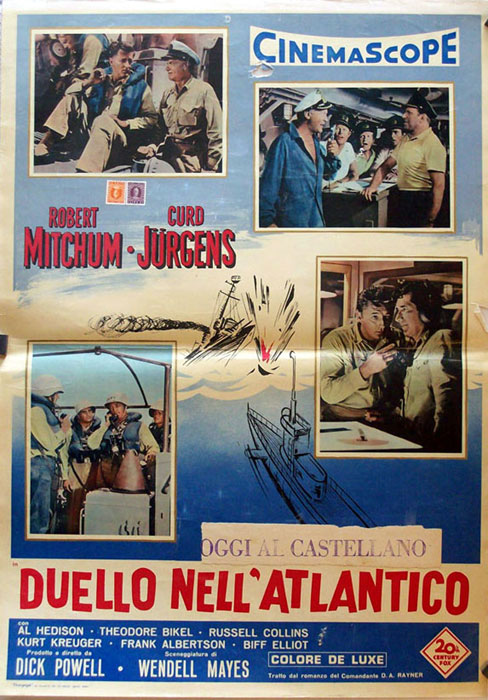 CINEMASCOPE
ROBERT CURD
MITCHUM · JÜRGENS
OGGI AL CASTELLANO
DUELLO NELL'ATLANTICO
CON
AL HEDISON · THEODORE BIKEL · RUSSELL COLLINS
KURT KREUGER · FRANK ALBERTSON · BIFF ELLIOT
Prodotto e diretto da
DICK POWELL ·
Sceneggiatura di
WENDELL MAYES
COLORE DE LUXE
Tratto dal romanzo del Comandante D. A. RAYNER
20th
CENTURY
FOX